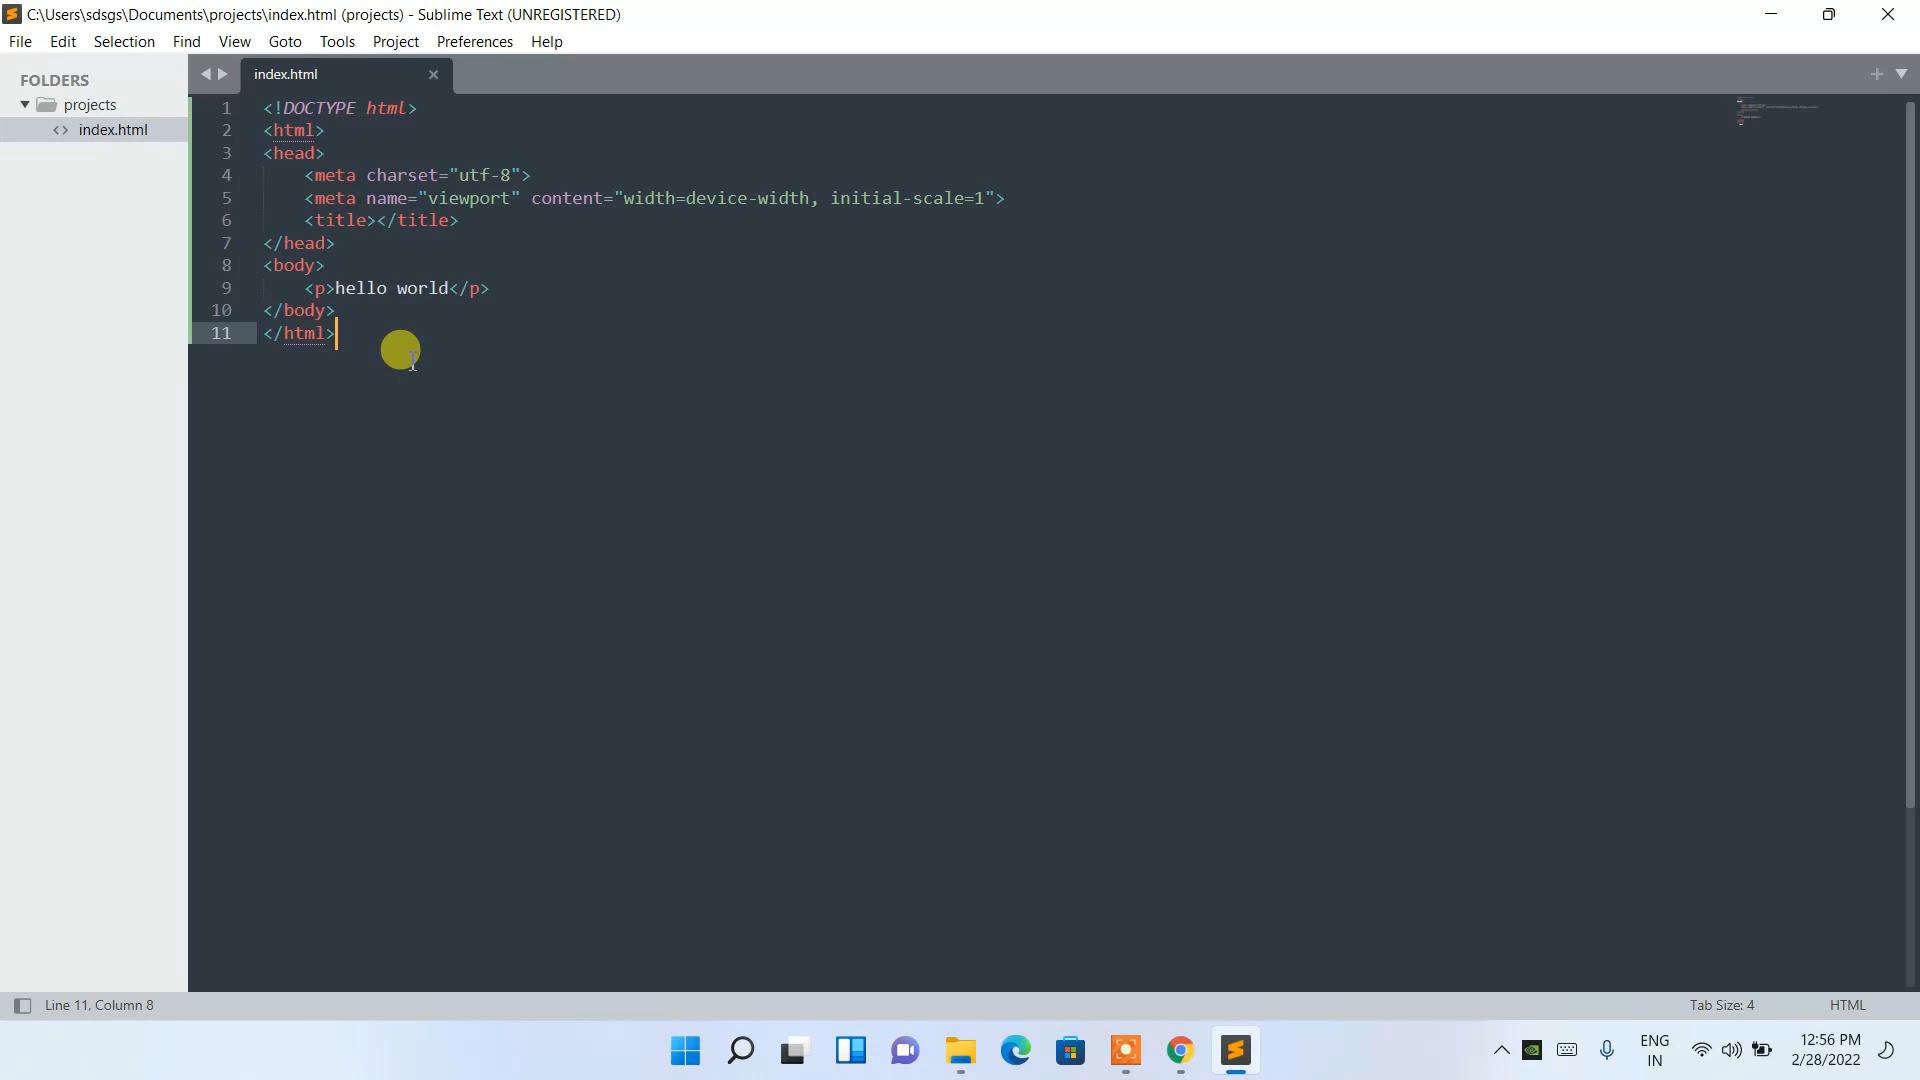 C:\Users\sdsgs\Documents\projects\index.html (projects) - Sublime Text (UNREGISTERED)
File Edit Selection Find View Goto Tools Project Preferences Help
FOLDERS
projects
index.html
index.html
1 <!DOCTYPE html>
2 <html>
3 <head>
4 <meta charset="utf-8">
5 <meta name="viewport" content="width=device-width, initial-scale=1">
6 <title></title>
7 </head>
8 <body>
9 <p>hello world</p>
10 </body>
11 </html>
Line 11, Column 8
Tab Size: 4
HTML
ENG
IN
12:56 PM
2/28/2022